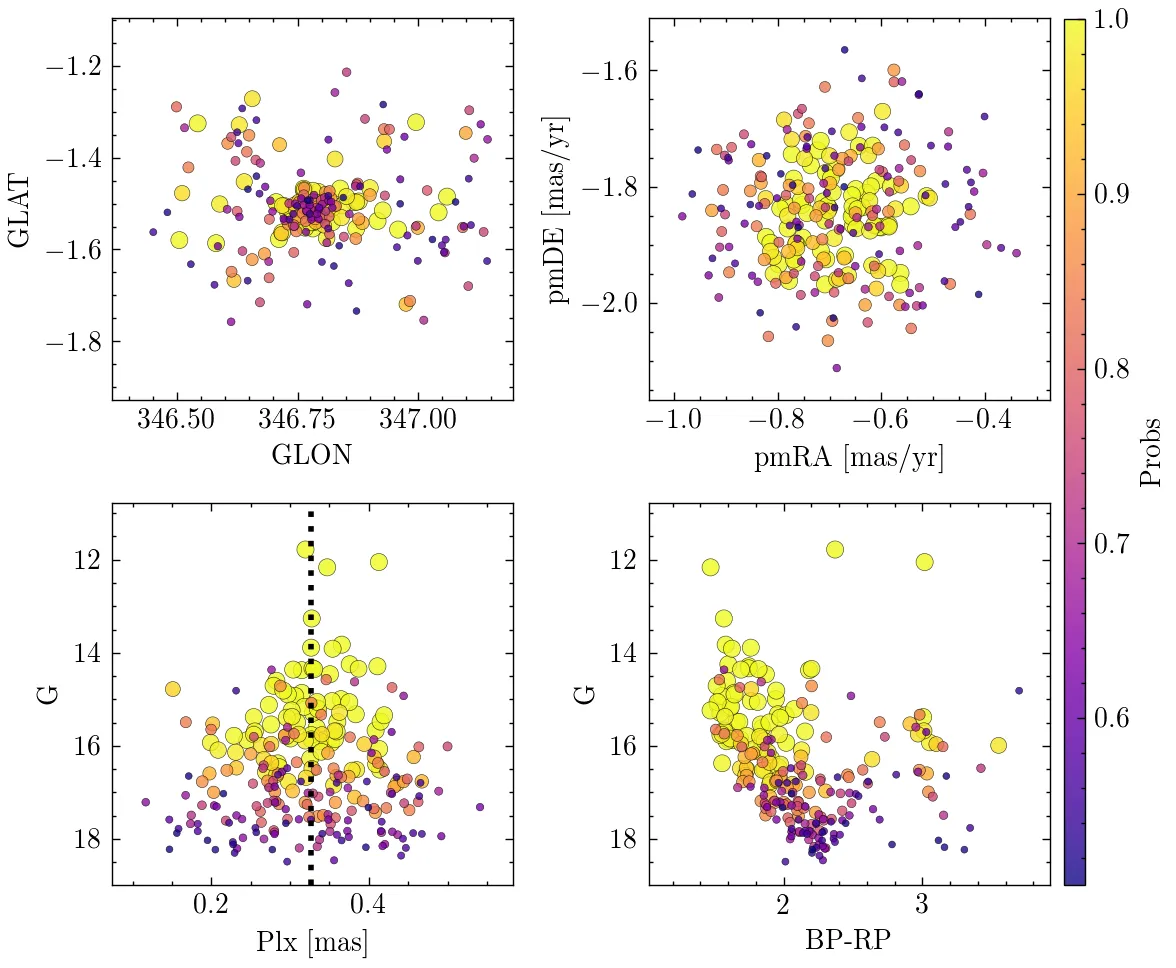 −1.2
−1.4
−1.6
−1.8
GLAT
346.50 346.75 347.00
GLON
−1.6
−1.8
−2.0
pmDE [mas/yr]
−1.0 −0.8 −0.6 −0.4
pmRA [mas/yr]
12
14
16
18
G
0.2 0.4
Plx [mas]
12
14
16
18
G
2 3
BP-RP
1.0
0.9
0.8
0.7
0.6
Probs